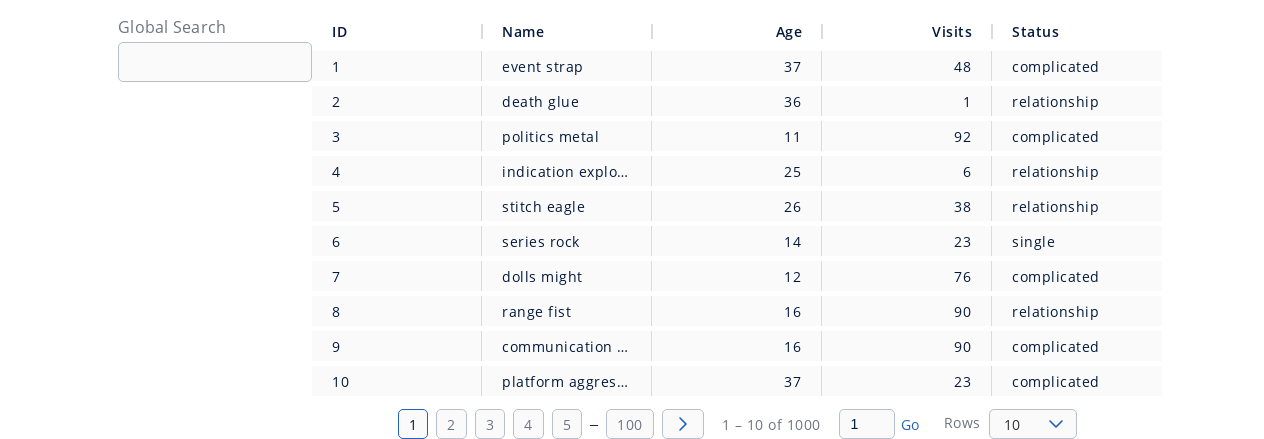 Global Search
ID Name Age Visits Status
1 event strap 37 48 complicated
2 death glue 36 1 relationship
3 politics metal 11 92 complicated
4 indication explo... 25 6 relationship
5 stitch eagle 26 38 relationship
6 series rock 14 23 single
7 dolls might 12 76 complicated
8 range fist 16 90 relationship
9 communication ... 16 90 complicated
10 platform aggres... 37 23 complicated
1 2 3 4 5 – 100 1 – 10 of 1000 1 Go Rows 10